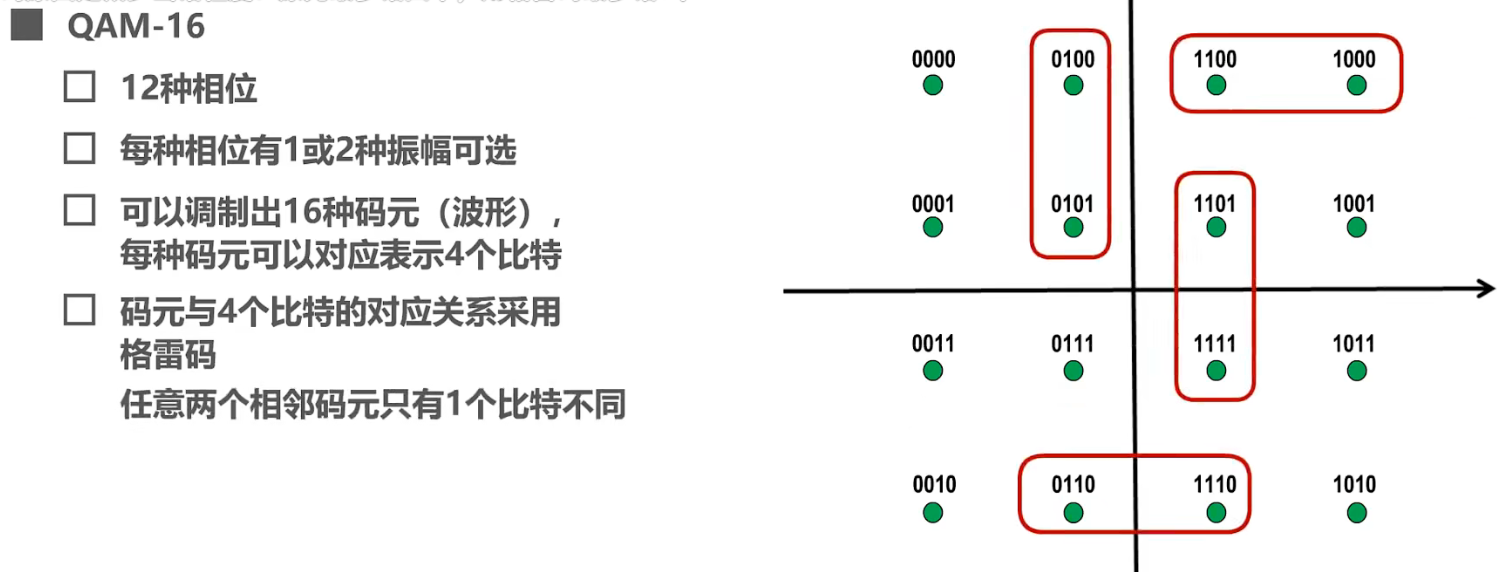 QAM-16
12种相位
每种相位有1或2种振幅可选
可以调制出16种码元（波形），
每种码元可以对应表示4个比特
码元与4个比特的对应关系采用
格雷码
任意两个相邻码元只有1个比特不同
0000 0100 1100 1000
0001 0101 1101 1001
0011 0111 1111 1011
0010 0110 1110 1010